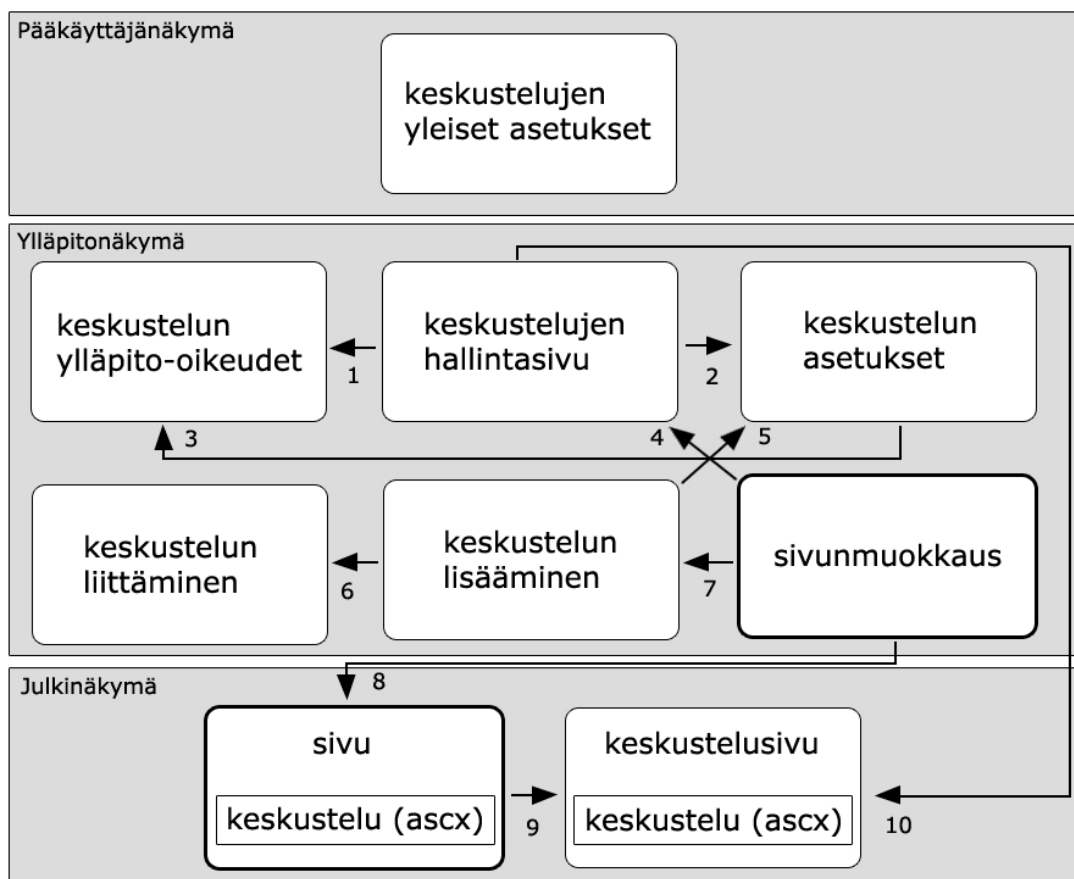 Pääkäyttäjänäkymä
keskustelujen
yleiset asetukset
Ylläpitonäkymä
keskustelun
ylläpito-oikeudet
1
keskustelujen
hallintasivu
2
keskustelun
asetukset
3
4
5
keskustelun
liittäminen
6
keskustelun
lisääminen
7
sivunmuokkaus
Julkinäkymä
8
sivu
keskustelu (ascx)
9
keskustelusivu
keskustelu (ascx)
10